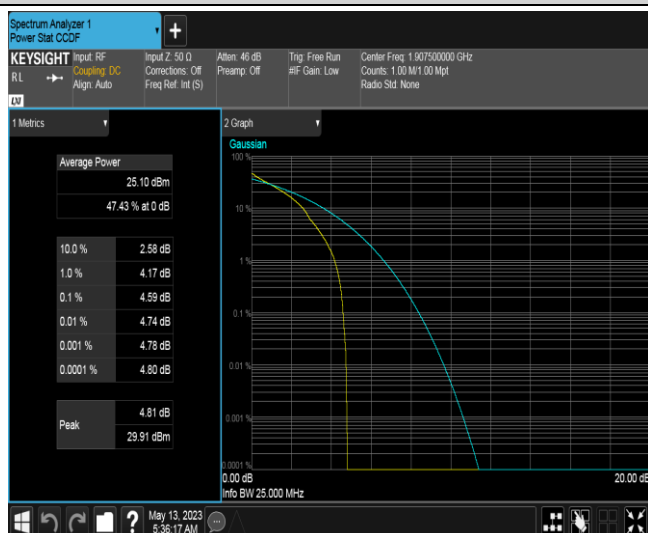 Spectrum Analyzer 1
Power Stat CCDF
+
KEYSIGHT
RL
LXI
Input: RF
Coupling: DC
Align: Auto
Input Z: 50 Ω
Corrections: Off
Freq Ref: Int (S)
Atten: 46 dB
Preamp: Off
Trig: Free Run
#IF Gain: Low
Center Freq: 1.907500000 GHz
Counts: 1.00 M/1.00 Mpt
Radio Std: None
1 Metrics
Average Power
25.10 dBm
47.43 % at 0 dB
10.0 % 2.58 dB
1.0 % 4.17 dB
0.1 % 4.59 dB
0.01 % 4.74 dB
0.001 % 4.78 dB
0.0001 % 4.80 dB
Peak
4.81 dB
29.91 dBm
2 Graph
Gaussian
100 %
10 %
1 %
0.1 %
0.01 %
0.001 %
0.0001 %
0.00 dB
20.00 dB
Info BW 25.000 MHz
?
May 13, 2023
5:36:17 AM